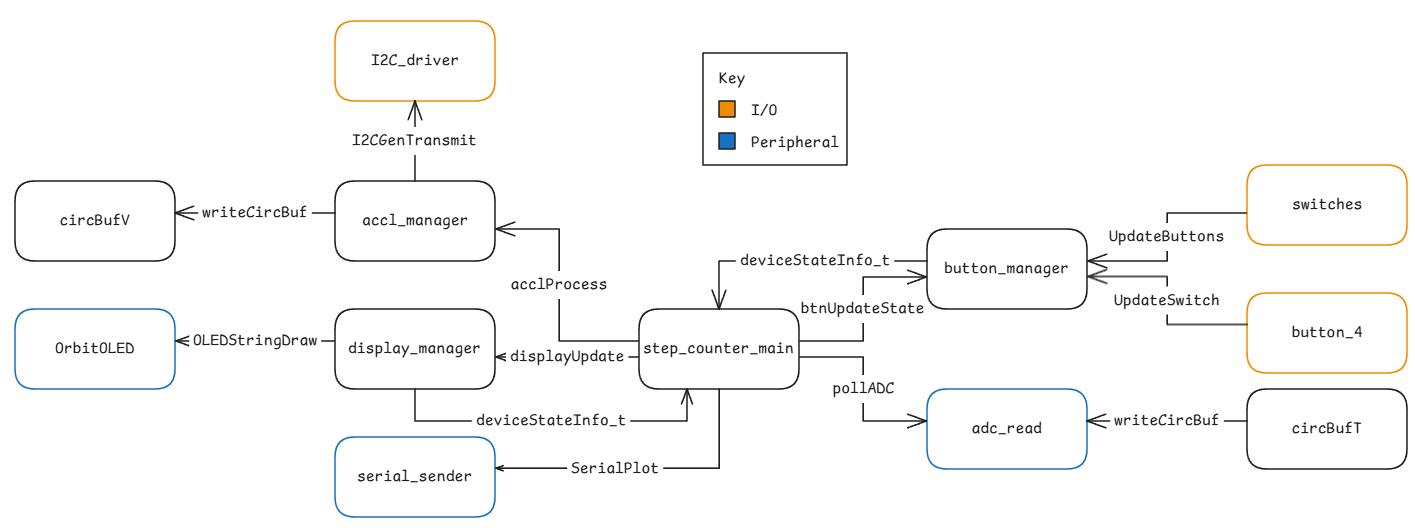 I2C_driver
Key
I/O
Peripheral
I2CGenTransmit
circBufV
writeCircBuf
accl_manager
switches
UpdateButtons
deviceStateInfo_t
button_manager
acclProcess
btnUpdateState
UpdateSwitch
OrbitOLED
OLEDStringDraw
display_manager
displayUpdate
step_counter_main
button_4
pollADC
deviceStateInfo_t
adc_read
writeCircBuf
circBufT
serial_sender
SerialPlot